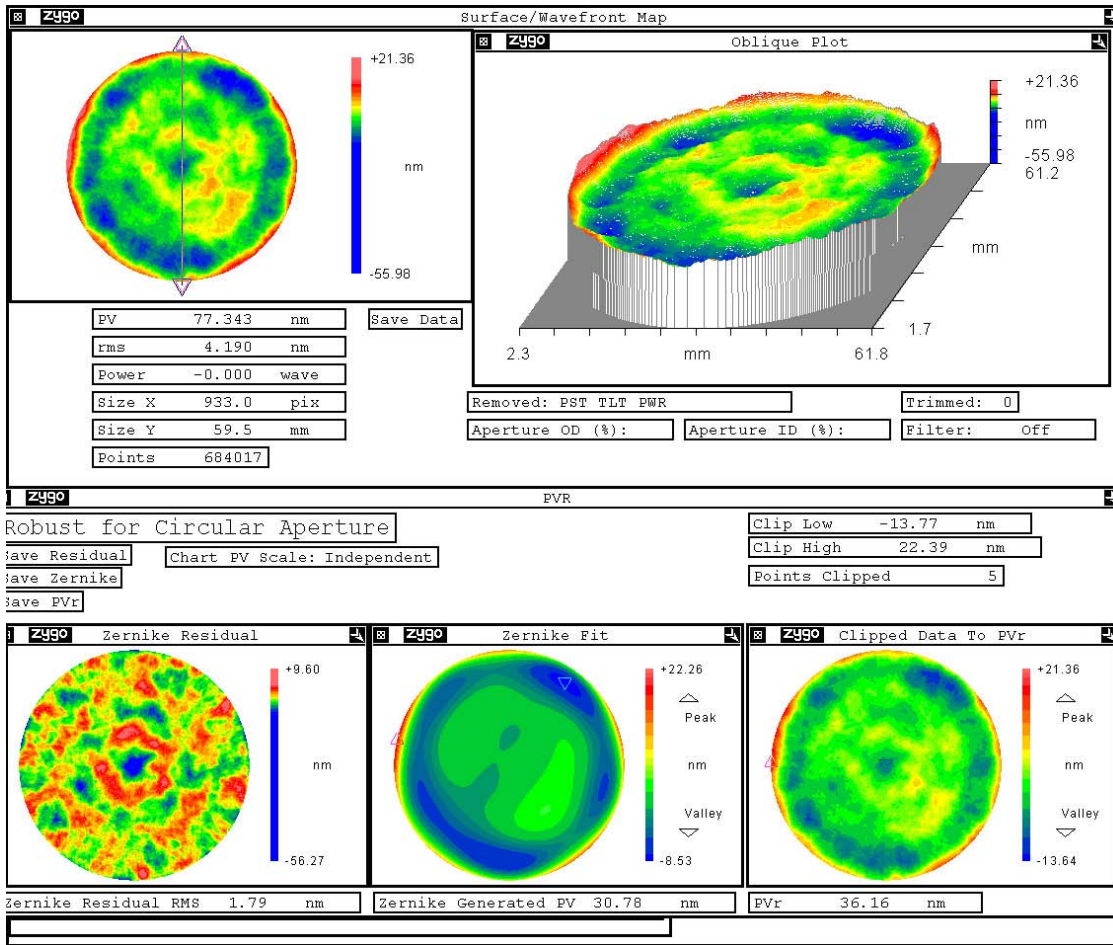 zygo Surface/Wavefront Map
+21.36
nm
-55.98
zygo Oblique Plot
+21.36
nm
-55.98
61.2
mm
1.7
2.3 mm 61.8
PV 77.343 nm
Save Data
rms 4.190 nm
Power -0.000 wave
Size X 933.0 pix
Size Y 59.5 mm
Points 684017
Removed: PST TLT PWR
Trimmed: 0
Aperture OD (%):
Aperture ID (%):
Filter: Off
zygo PVR
Robust for Circular Aperture
Save Residual
Chart PV Scale: Independent
Save Zernike
Save PVr
Clip Low -13.77 nm
Clip High 22.39 nm
Points Clipped 5
zygo Zernike Residual
+9.60
nm
-56.27
Zernike Residual RMS 1.79 nm
zygo Zernike Fit
+22.26
Peak
nm
Valley
-8.53
Zernike Generated PV 30.78 nm
zygo Clipped Data To PVr
+21.36
Peak
nm
Valley
-13.64
PVr 36.16 nm